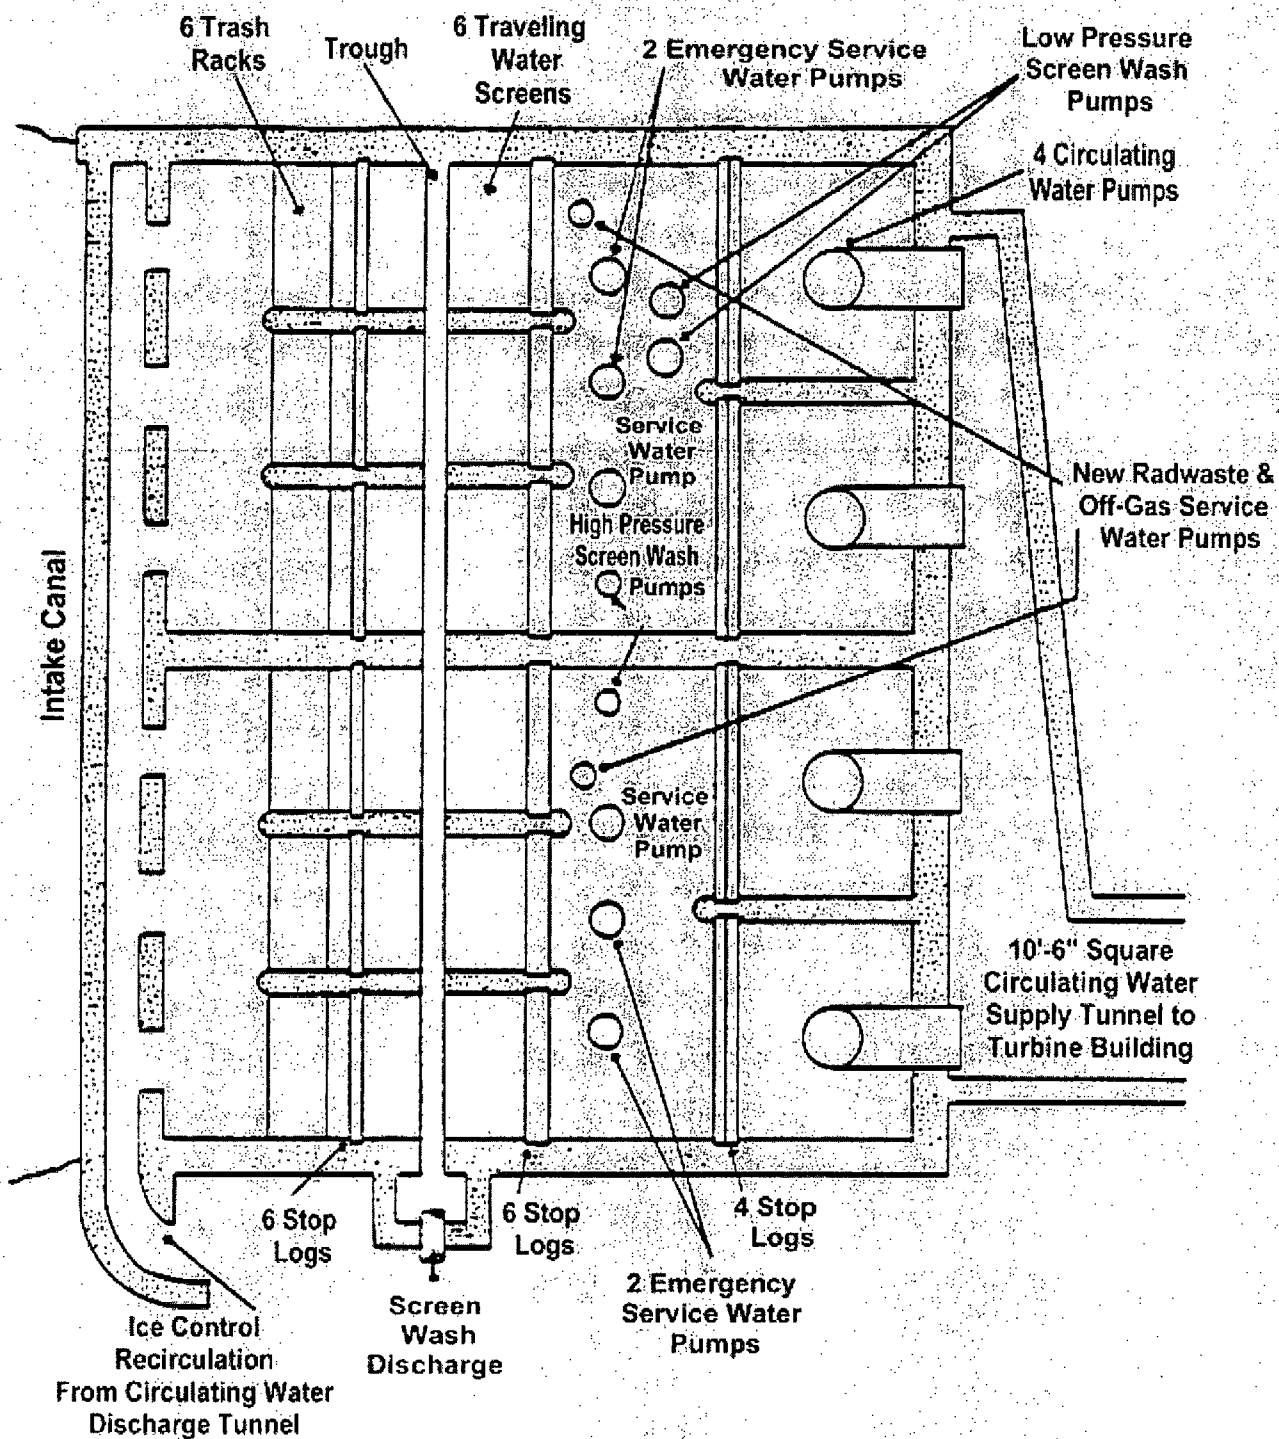 6 Trash
Racks
Trough
6 Traveling
Water
Screens
2 Emergency Service
Water Pumps
Low Pressure
Screen Wash
Pumps
4 Circulating
Water Pumps
Service
Water
Pump
High Pressure
Screen Wash
Pumps
New Radwaste &
Off-Gas Service
Water Pumps
Intake Canal
Service
Water
Pump
10'-6" Square
Circulating Water
Supply Tunnel to
Turbine Building
6 Stop
Logs
6 Stop
Logs
4 Stop
Logs
2 Emergency
Service Water
Pumps
Screen
Wash
Discharge
Ice Control
Recirculation
From Circulating Water
Discharge Tunnel